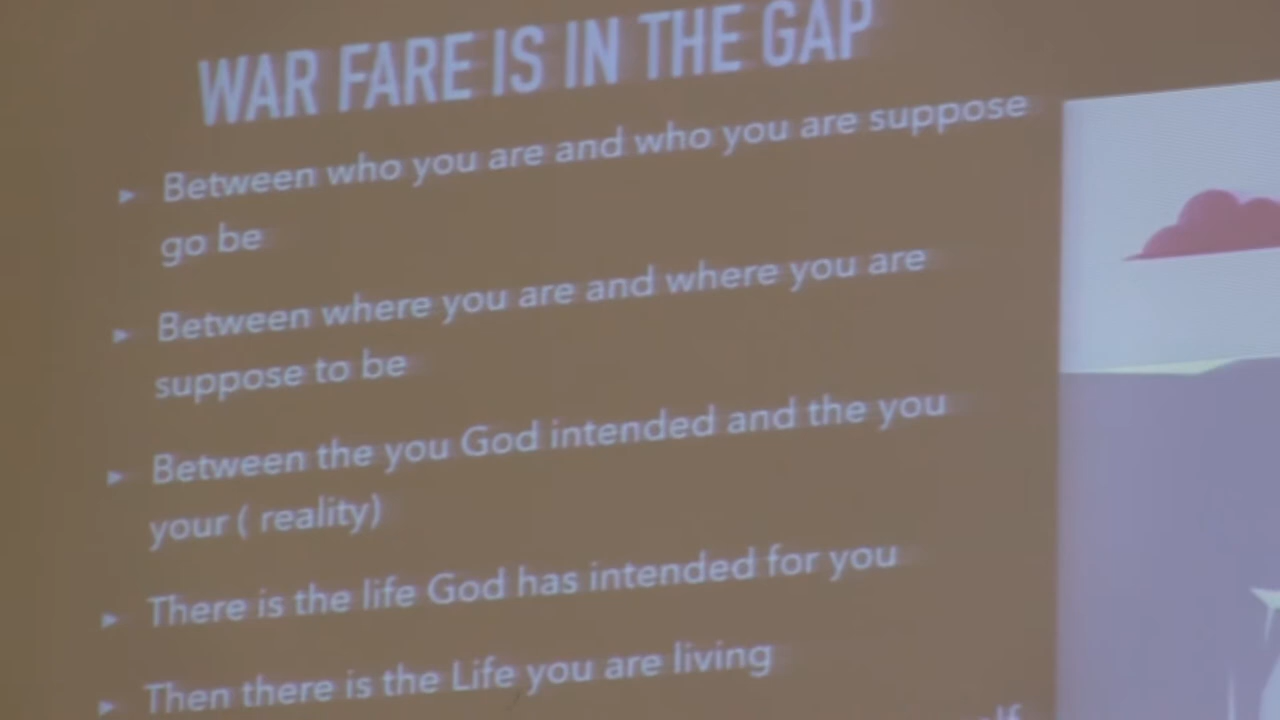 WAR FARE IS IN THE GAP
Between who you are and who you are suppose
go be
Between where you are and where you are
suppose to be
Between the you God intended and the you
your ( reality)
There is the life God has intended for you
Then there is the Life you are living